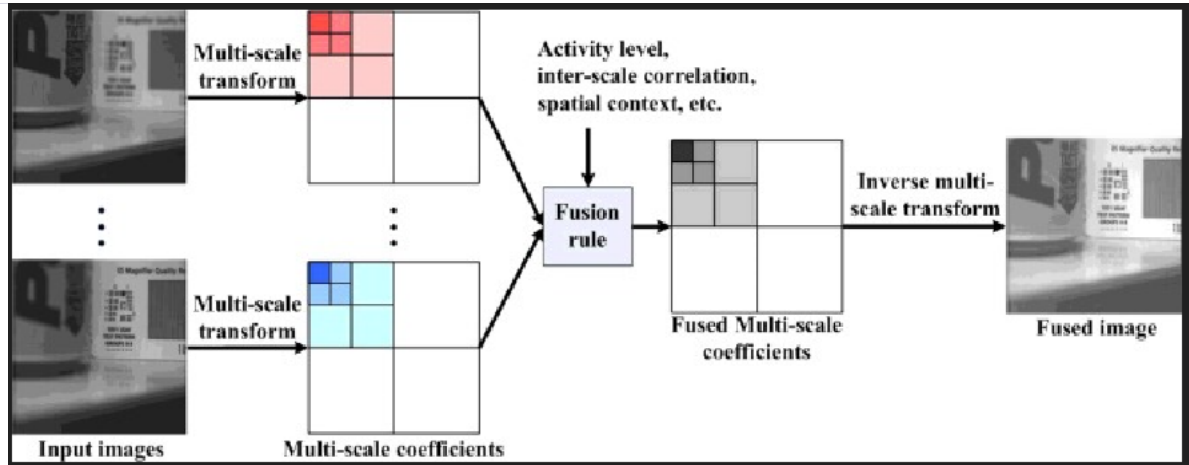 Multi-scale
transform
Activity level,
inter-scale correlation,
spatial context, etc.
Fusion
rule
Inverse multi-
scale transform
Multi-scale
transform
Input images
Multi-scale coefficients
Fused Multi-scale
coefficients
Fused image